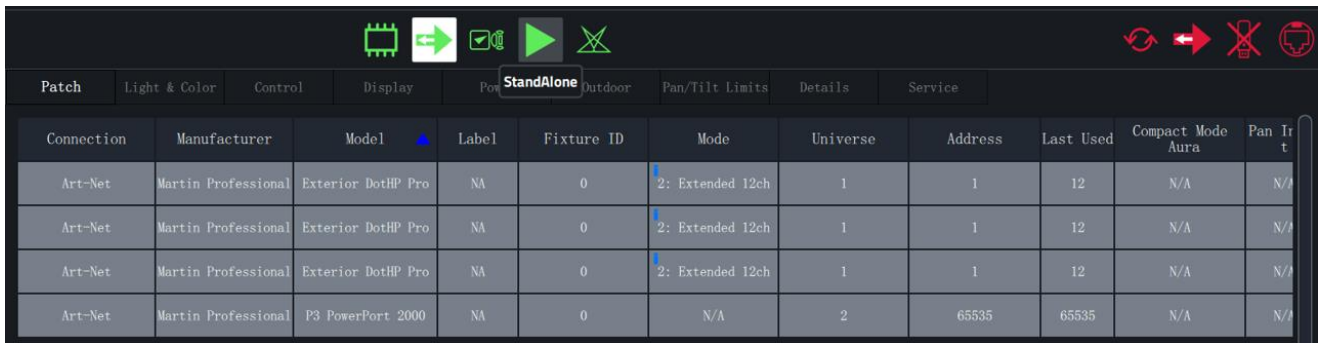 StandAlone
Patch Light & Color Control Display Outdoor Pan/Tilt Limits Details Service
Connection Manufacturer Model Label Fixture ID Mode Universe Address Last Used Compact Mode Aura
Art-Net Martin Professional Exterior DotHP Pro NA 0 2: Extended 12ch 1 1 12 N/A
Art-Net Martin Professional Exterior DotHP Pro NA 0 2: Extended 12ch 1 1 12 N/A
Art-Net Martin Professional Exterior DotHP Pro NA 0 2: Extended 12ch 1 1 12 N/A
Art-Net Martin Professional P3 PowerPort 2000 NA 0 N/A 2 65535 65535 N/A